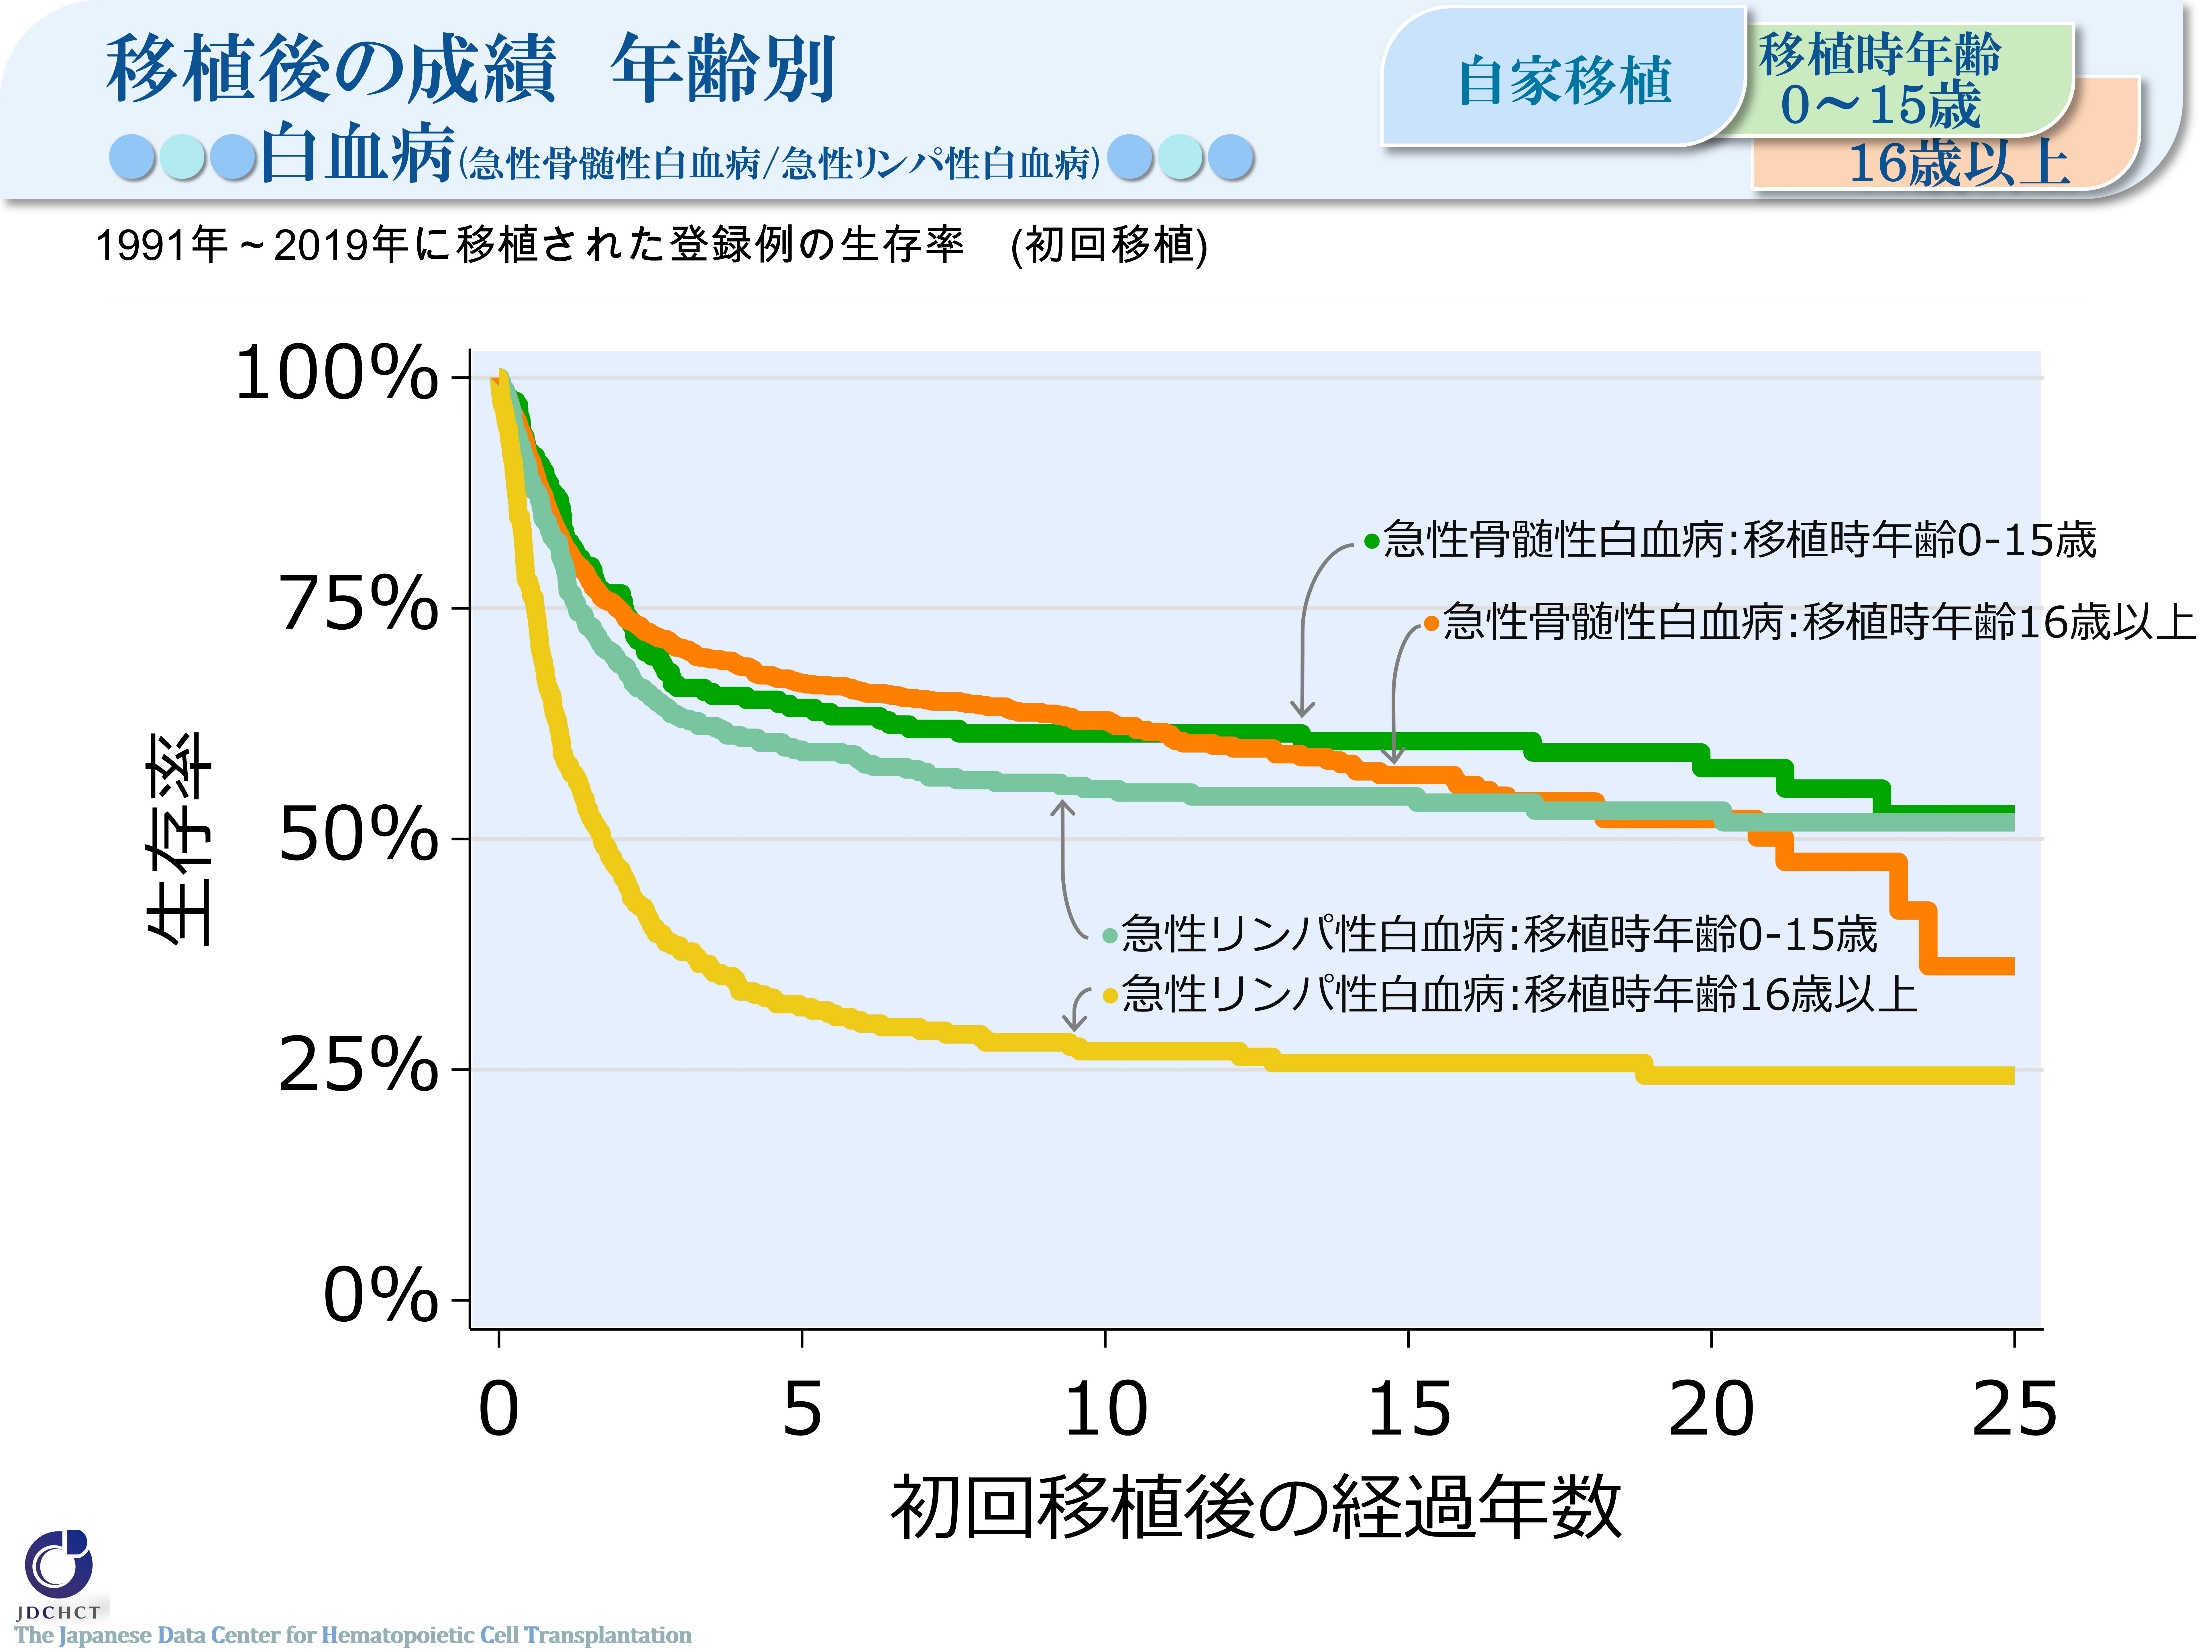 移植後の成績　年齢別
白血病(急性骨髄性白血病/急性リンパ性白血病)
自家移植
移植時年齢
0〜15歳
16歳以上
1991年～2019年に移植された登録例の生存率　(初回移植)
100%
75%
50%
25%
0%
生存率
急性骨髄性白血病:移植時年齢0-15歳
急性骨髄性白血病:移植時年齢16歳以上
急性リンパ性白血病:移植時年齢0-15歳
急性リンパ性白血病:移植時年齢16歳以上
0 5 10 15 20 25
初回移植後の経過年数
JDCHCT
The Japanese Data Center for Hematopoietic Cell Transplantation